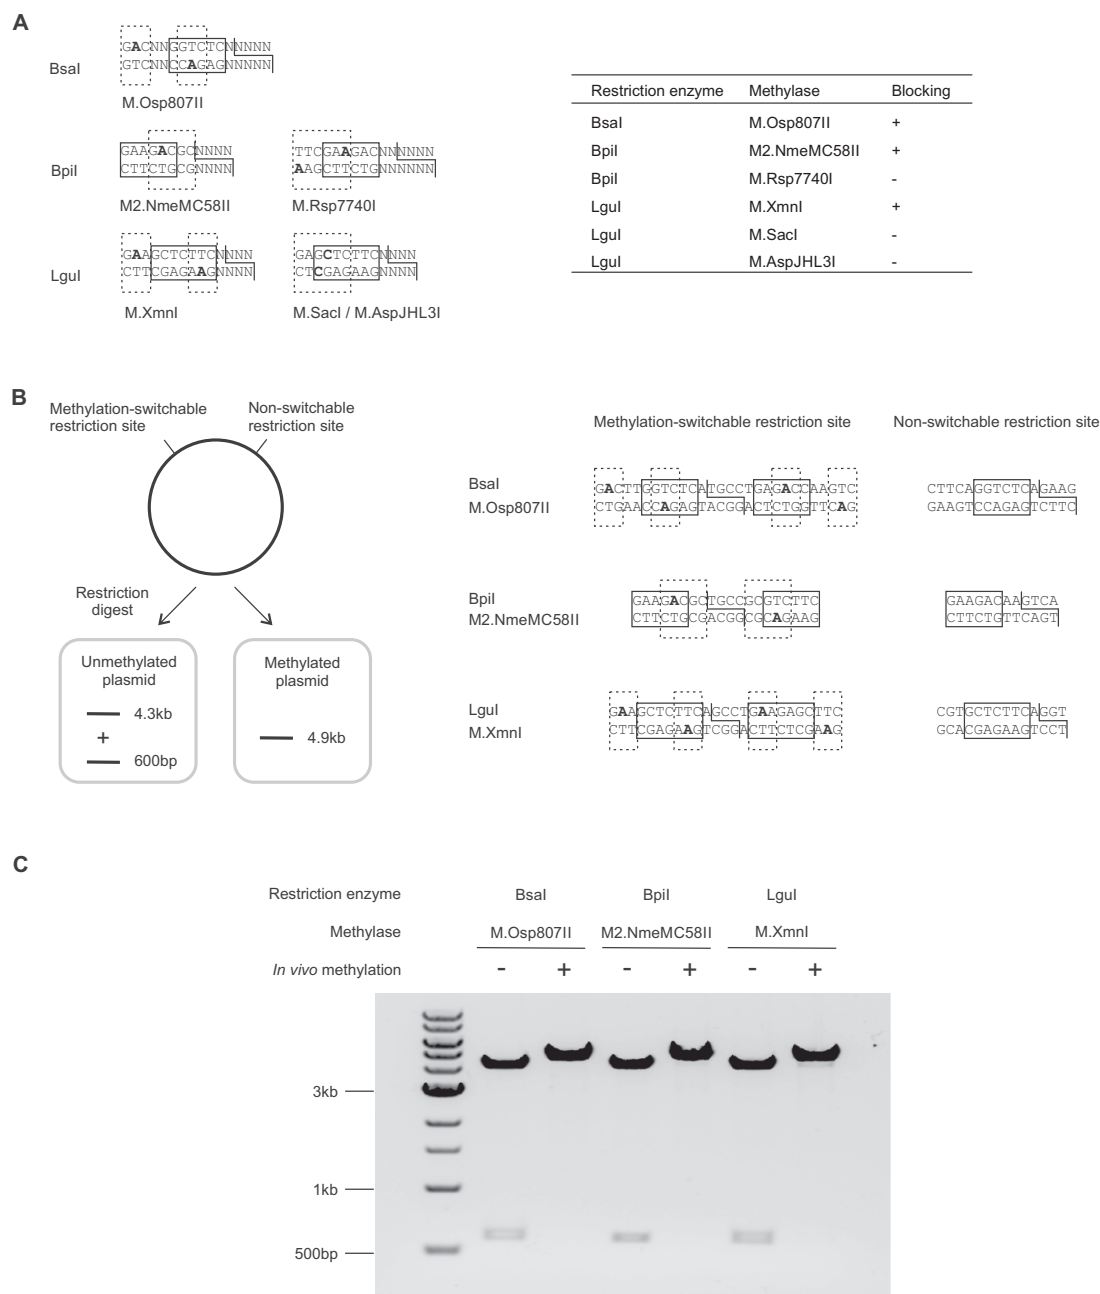 A
BsaI
GACNNGGTCTCNNNNN
GTCNNCCAGAGNNNNN
M.Osp807II
BpiI
GAAGACGCNNNN
CTTCTGCGNNNN
M2.NmeMC58II
TTCGAAGACNNNNNN
AAGCTTCTGNNNNNN
M.Rsp7740I
LguI
GAAGCTCTTCNNNN
CTTCGAGAAGNNNN
M.XmnI
GAGCTCTTCNNNN
CTCGAGAAGNNNN
M.SacI / M.AspJHL3I
Restriction enzyme Methylase Blocking
BsaI M.Osp807II +
BpiI M2.NmeMC58II +
BpiI M.Rsp7740I -
LguI M.XmnI +
LguI M.SacI -
LguI M.AspJHL3I -
B
Methylation-switchable
restriction site
Non-switchable
restriction site
Restriction
digest
Unmethylated
plasmid
4.3kb
+
600bp
Methylated
plasmid
4.9kb
Methylation-switchable restriction site Non-switchable restriction site
BsaI
M.Osp807II
GACTTGGTCTCATGCCTGAGACCAAGTC
CTGAACCAGAGTACGGACTCTGGTTCAG
CTTCAGGTCTCAGAAG
GAAGTCCAGAGTCTTC
BpiI
M2.NmeMC58II
GAAGACGCTGCCGCGTCTTC
CTTCTGCGACGGCGCAGAAG
GAAGACAAGTCA
CTTCTGTTCAGT
LguI
M.XmnI
GAAGCTCTTCAGCCTGAAGAGCTTC
CTTCGAGAAGTCGGACTTCTCGAAG
CGTGCTCTTCAGGT
GCACGAGAAGTCCT
C
Restriction enzyme BsaI BpiI LguI
Methylase M.Osp807II M2.NmeMC58II M.XmnI
In vivo methylation - + - + - +
3kb
1kb
500bp